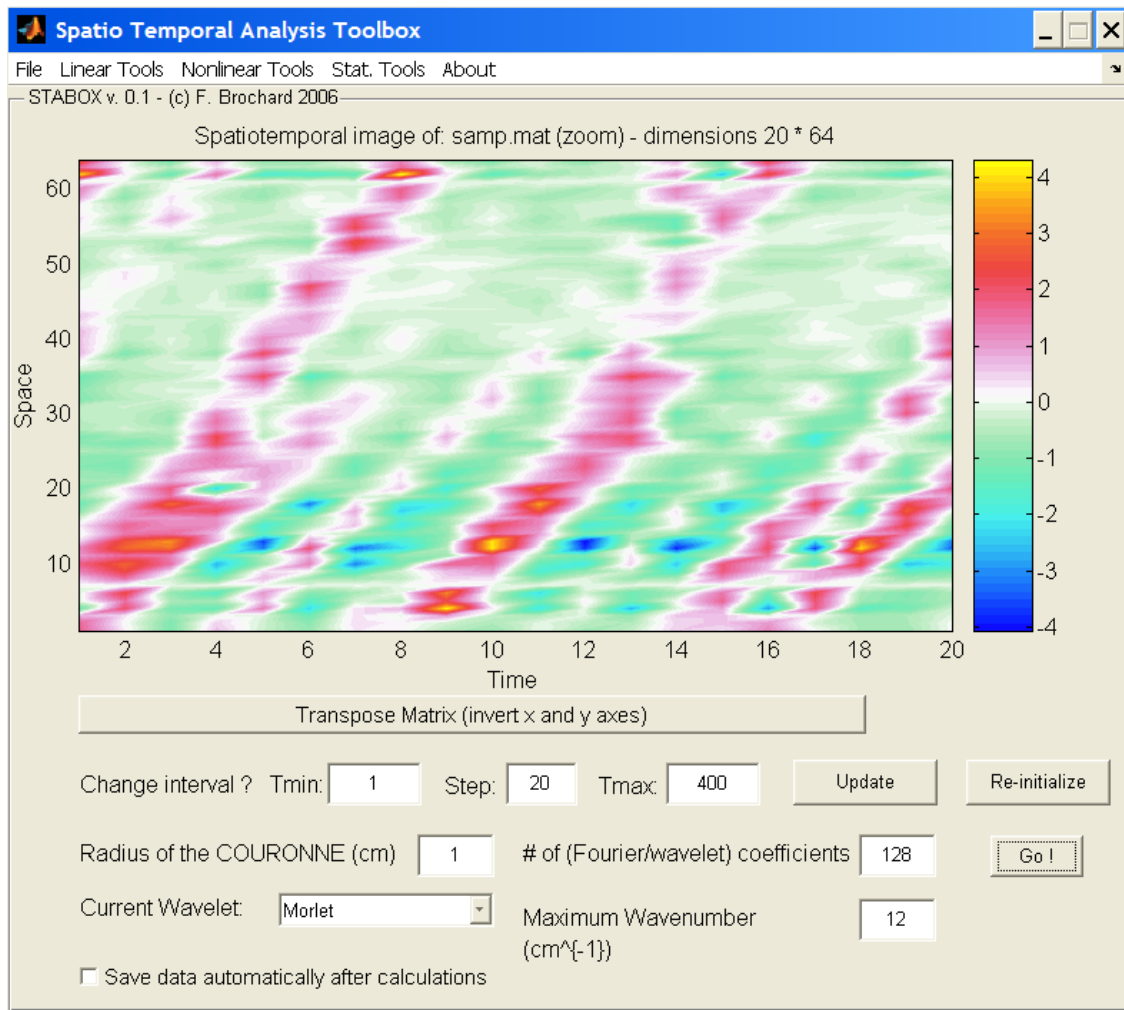 Spatio Temporal Analysis Toolbox
File Linear Tools Nonlinear Tools Stat. Tools About
STABOX v. 0.1 - (c) F. Brochard 2006
Spatiotemporal image of: samp.mat (zoom) - dimensions 20 * 64
60
50
40
30
20
10
Space
2 4 6 8 10 12 14 16 18 20
Time
4
3
2
1
0
-1
-2
-3
-4
Transpose Matrix (invert x and y axes)
Change interval ? Tmin: 1 Step: 20 Tmax: 400 Update Re-initialize
Radius of the COURONNE (cm) 1 # of (Fourier/wavelet) coefficients 128 Go !
Current Wavelet: Morlet Maximum Wavenumber 12
(cm^{-1})
Save data automatically after calculations